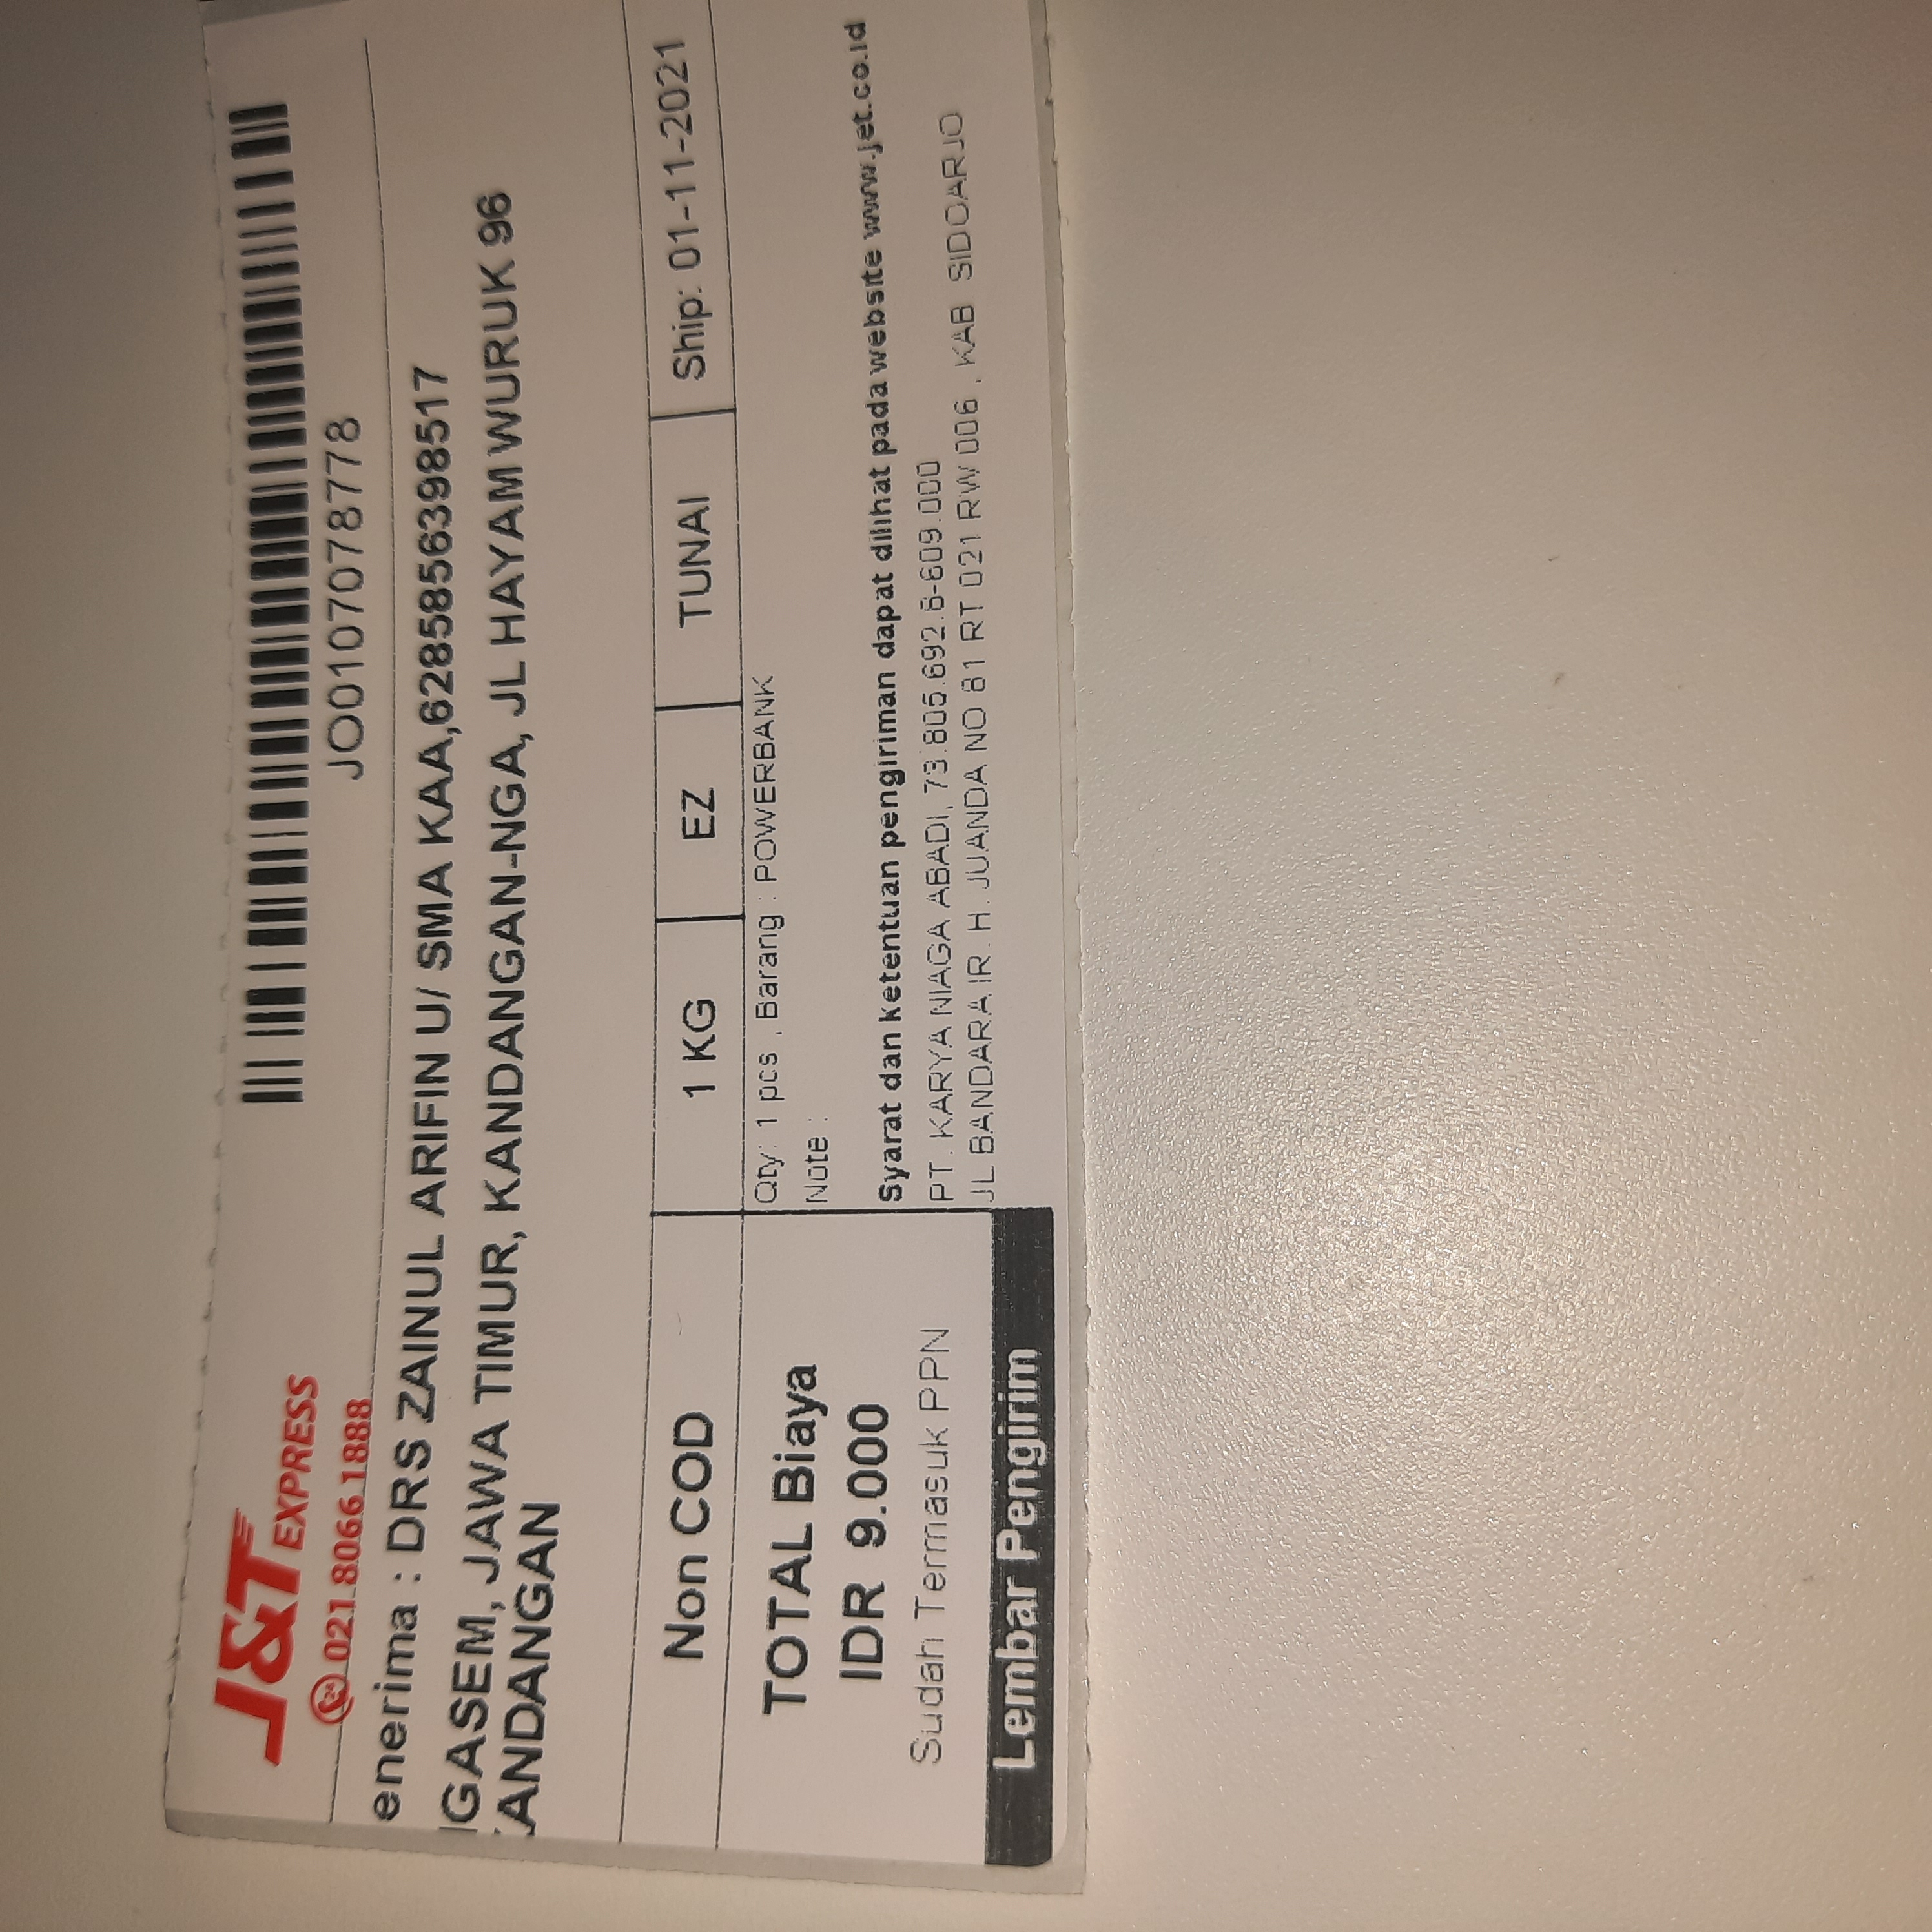 J&T EXPRESS
24 021 8066 1888
JO0107078778
enerima : DRS ZAINUL ARIFIN U/ SMA KAA,6285856398517
GASEM, JAWA TIMUR, KANDANGAN-NGA, JL HAYAM WURUK 96
ANDANGAN
Non COD
1 KG
EZ
TUNAI
Ship: 01-11-2021
TOTAL Biaya
IDR 9.000
Sudah Termasuk PPN
Lembar Pengirim
Qty: 1 pcs , Barang : POWERBANK
Note :
Syarat dan ketentuan pengiriman dapat dilihat pada website www.jet.co.id
PT. KARYA NIAGA ABADI, 73.805.692.6-609.000
JL BANDARA IR. H. JUANDA NO 81 RT 021 RW 006 , KAB SIDOARJO